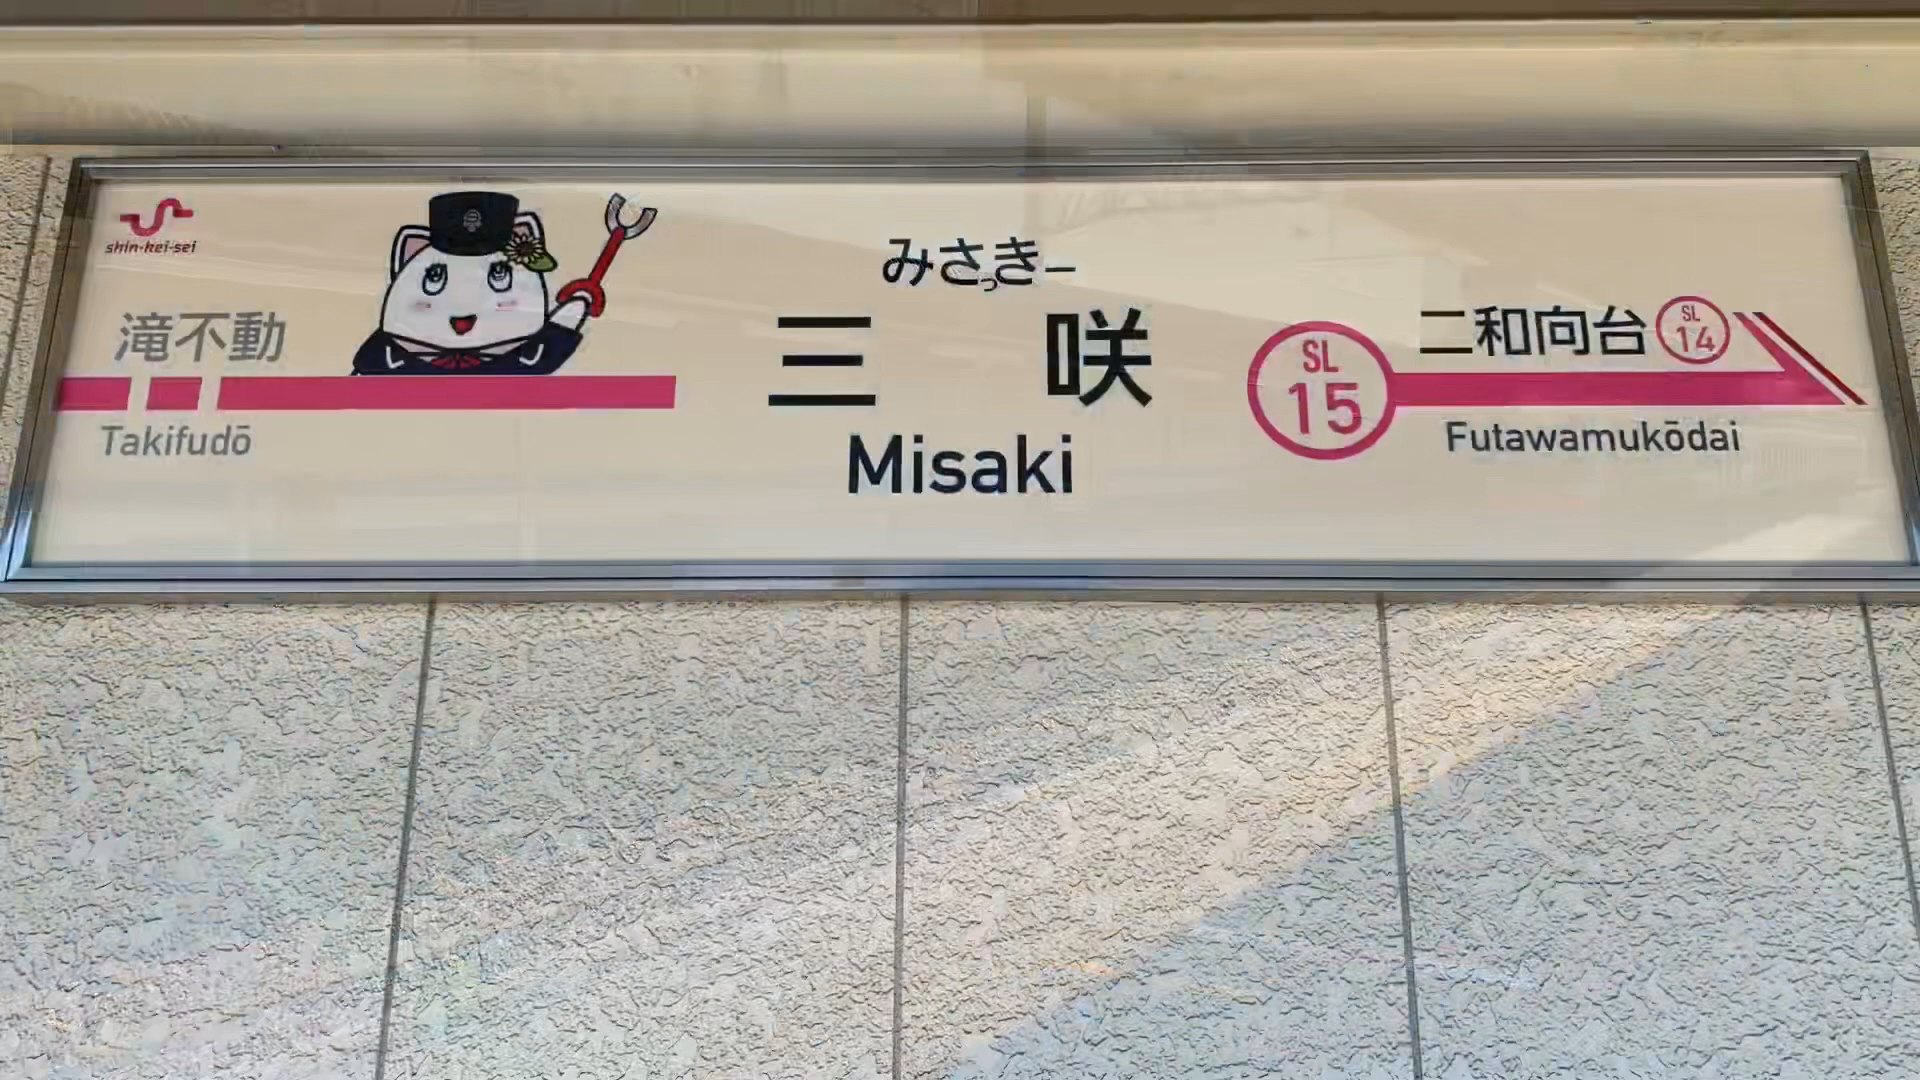 shin-kei-sei
滝不動
Takifudō
みさっきー
三咲
Misaki
SL
15
二和向台
SL
14
Futawamukōdai